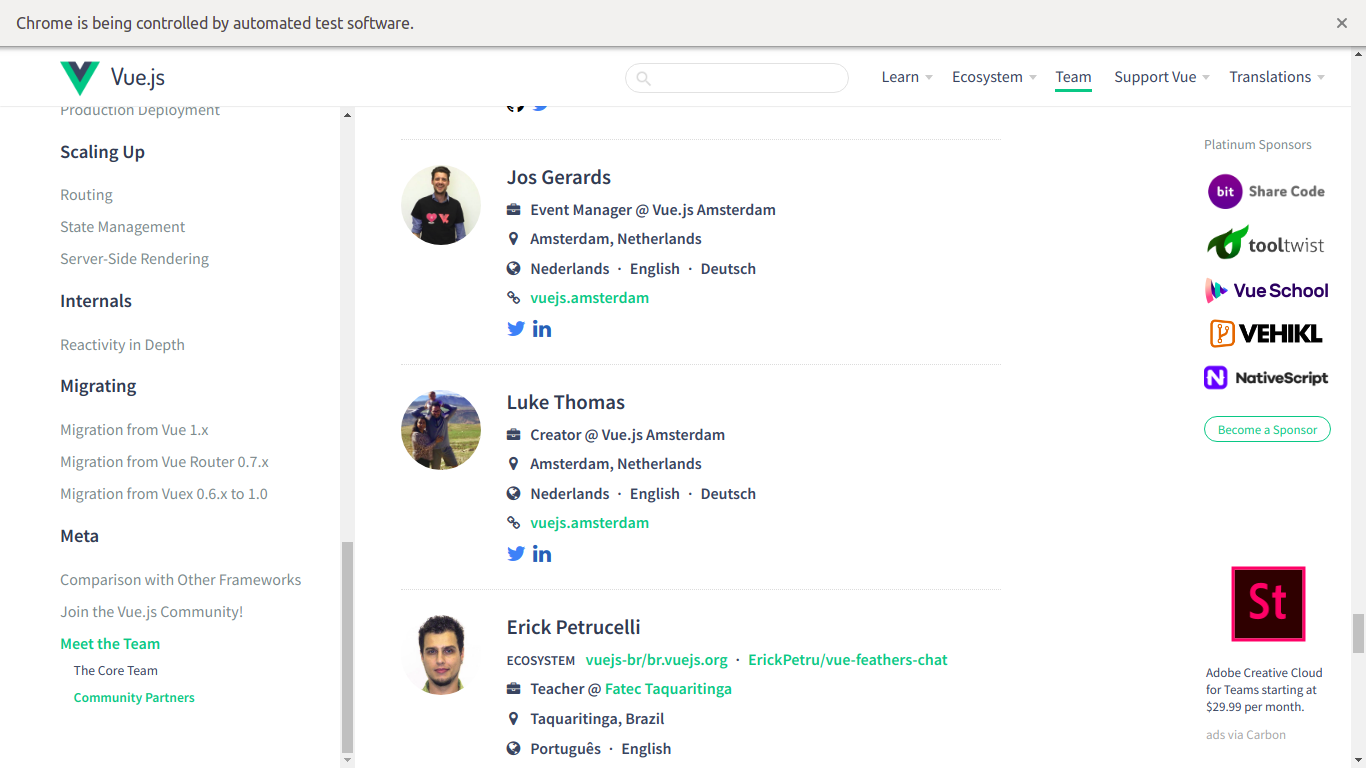 Chrome is being controlled by automated test software.
Vue.js
Learn
Ecosystem
Team
Support Vue
Translations
Production Deployment
Scaling Up
Routing
State Management
Server-Side Rendering
Internals
Reactivity in Depth
Migrating
Migration from Vue 1.x
Migration from Vue Router 0.7.x
Migration from Vuex 0.6.x to 1.0
Meta
Comparison with Other Frameworks
Join the Vue.js Community!
Meet the Team
The Core Team
Community Partners
Jos Gerards
Event Manager @ Vue.js Amsterdam
Amsterdam, Netherlands
Nederlands · English · Deutsch
vuejs.amsterdam
Luke Thomas
Creator @ Vue.js Amsterdam
Amsterdam, Netherlands
Nederlands · English · Deutsch
vuejs.amsterdam
Erick Petrucelli
ECOSYSTEM vuejs-br/br.vuejs.org · ErickPetru/vue-feathers-chat
Teacher @ Fatec Taquaritinga
Taquaritinga, Brazil
Português · English
Platinum Sponsors
bit Share Code
tooltwist
Vue School
VEHIKL
NativeScript
Become a Sponsor
St
Adobe Creative Cloud
for Teams starting at
$29.99 per month.
ads via Carbon